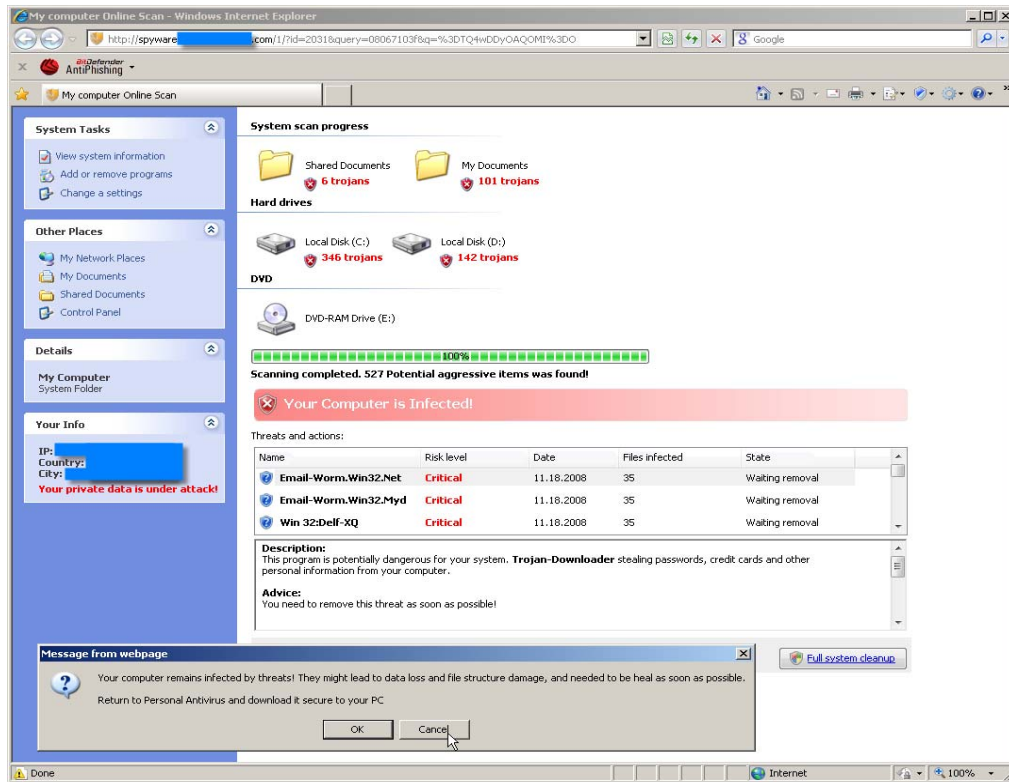 My computer Online Scan - Windows Internet Explorer
http://spyware .com/1/?id=2031&query=08067103f8q=%3DTQ4wDDyOAQOMI%3DO
Google
BitDefender
AntiPhishing
My computer Online Scan
System Tasks
View system information
Add or remove programs
Change a settings
Other Places
My Network Places
My Documents
Shared Documents
Control Panel
Details
My Computer
System Folder
Your Info
IP:
Country:
City:
Your private data is under attack!
System scan progress
Shared Documents
6 trojans
My Documents
101 trojans
Hard drives
Local Disk (C:)
346 trojans
Local Disk (D:)
142 trojans
DVD
DVD-RAM Drive (E:)
100%
Scanning completed. 527 Potential aggressive items was found!
Your Computer is Infected!
Threats and actions:
Name Risk level Date Files infected State
Email-Worm.Win32.Net Critical 11.18.2008 35 Waiting removal
Email-Worm.Win32.Myd Critical 11.18.2008 35 Waiting removal
Win 32:Delf-XQ Critical 11.18.2008 35 Waiting removal
Description:
This program is potentially dangerous for your system. Trojan-Downloader stealing passwords, credit cards and other
personal information from your computer.
Advice:
You need to remove this threat as soon as possible!
Full system cleanup
Message from webpage
Your computer remains infected by threats! They might lead to data loss and file structure damage, and needed to be heal as soon as possible.
Return to Personal Antivirus and download it secure to your PC
OK
Cancel
Done
Internet
100%